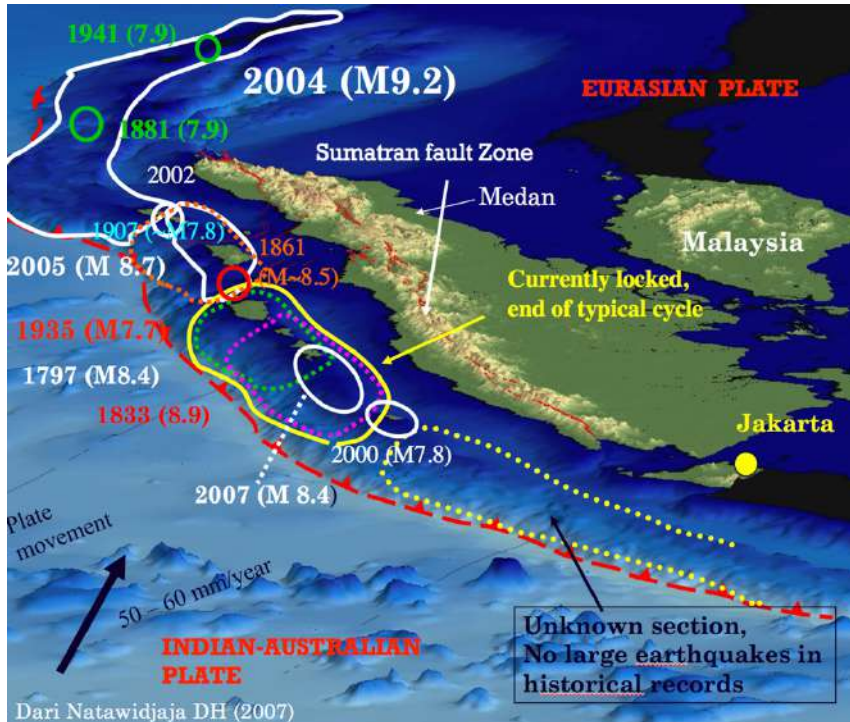 1941 (7.9)
2004 (M9.2)
EURASIAN PLATE
1881 (7.9)
Sumatran fault Zone
2002
Medan
1907 (~M7.8)
Malaysia
2005 (M 8.7)
1861
(M~8.5)
Currently locked,
end of typical cycle
1935 (M7.7)
1797 (M8.4)
1833 (8.9)
Jakarta
2000 (M7.8)
2007 (M 8.4)
Plate
movement
50 – 60 mm/year
Unknown section,
No large earthquakes in
historical records
INDIAN-AUSTRALIAN
PLATE
Dari Natawidjaja DH (2007)